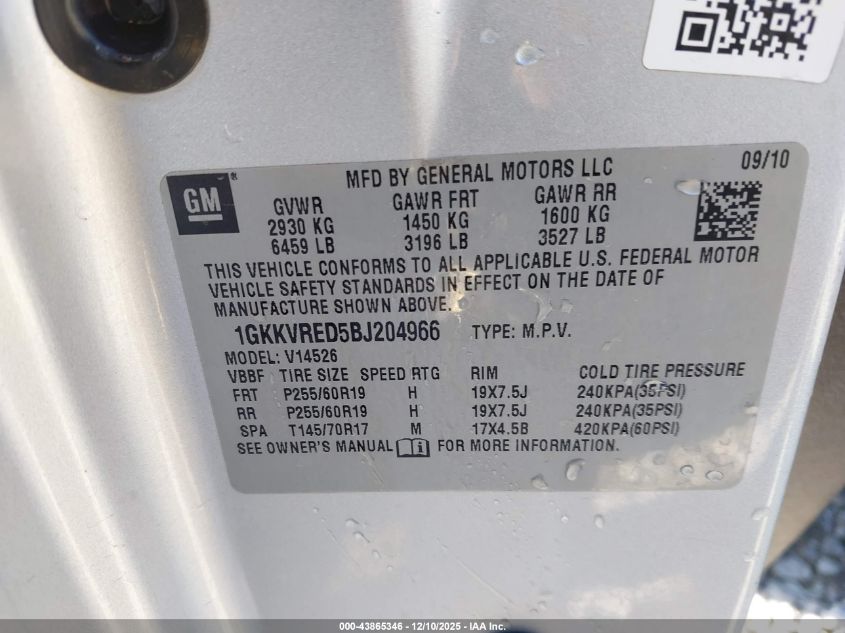 GM
MFD BY GENERAL MOTORS LLC
09/10
GVWR GAWR FRT GAWR RR
2930 KG 1450 KG 1600 KG
6459 LB 3196 LB 3527 LB
THIS VEHICLE CONFORMS TO ALL APPLICABLE U.S. FEDERAL MOTOR
VEHICLE SAFETY STANDARDS IN EFFECT ON THE DATE OF
MANUFACTURE SHOWN ABOVE.
1GKKVRED5BJ204966 TYPE: M.P.V.
MODEL: V14526
VBBF TIRE SIZE SPEED RTG RIM COLD TIRE PRESSURE
FRT P255/60R19 H 19X7.5J 240KPA(35PSI)
RR P255/60R19 H 19X7.5J 240KPA(35PSI)
SPA T145/70R17 M 17X4.5B 420KPA(60PSI)
SEE OWNER'S MANUAL FOR MORE INFORMATION.
000-43865346 - 12/10/2025 - IAA Inc.